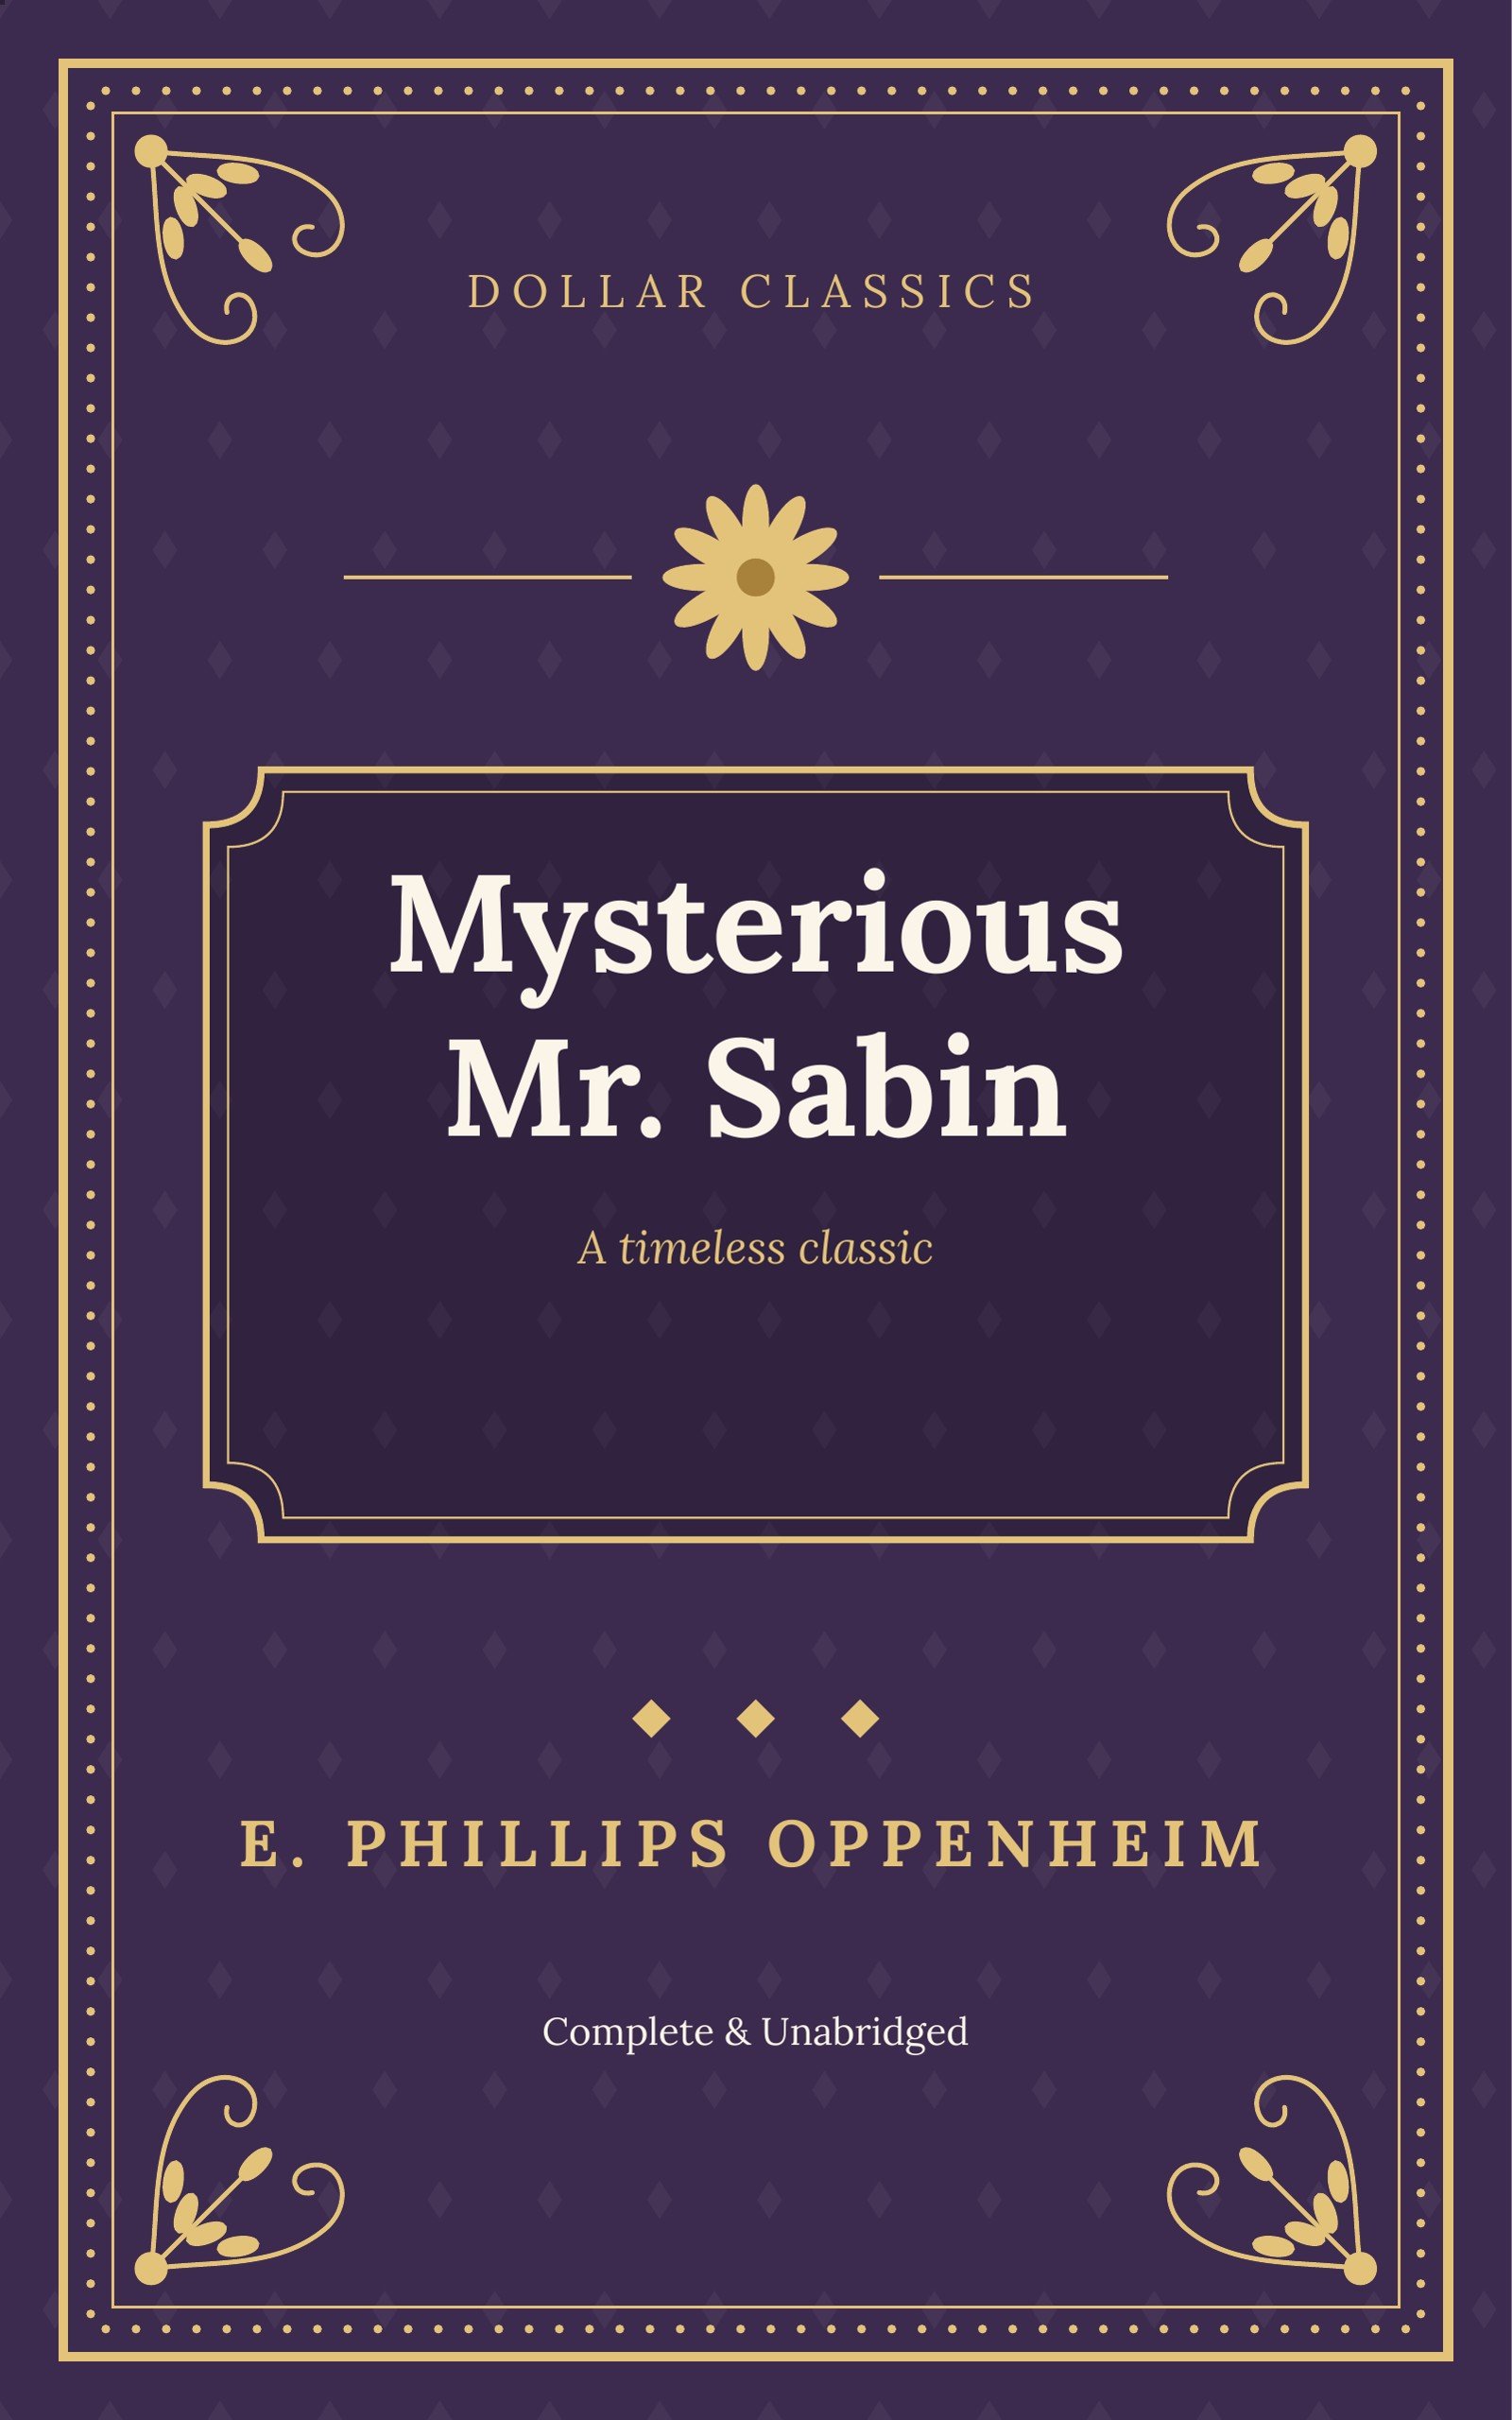 DOLLAR CLASSICS
Mysterious
Mr. Sabin
A timeless classic
E. PHILLIPS OPPENHEIM
Complete & Unabridged